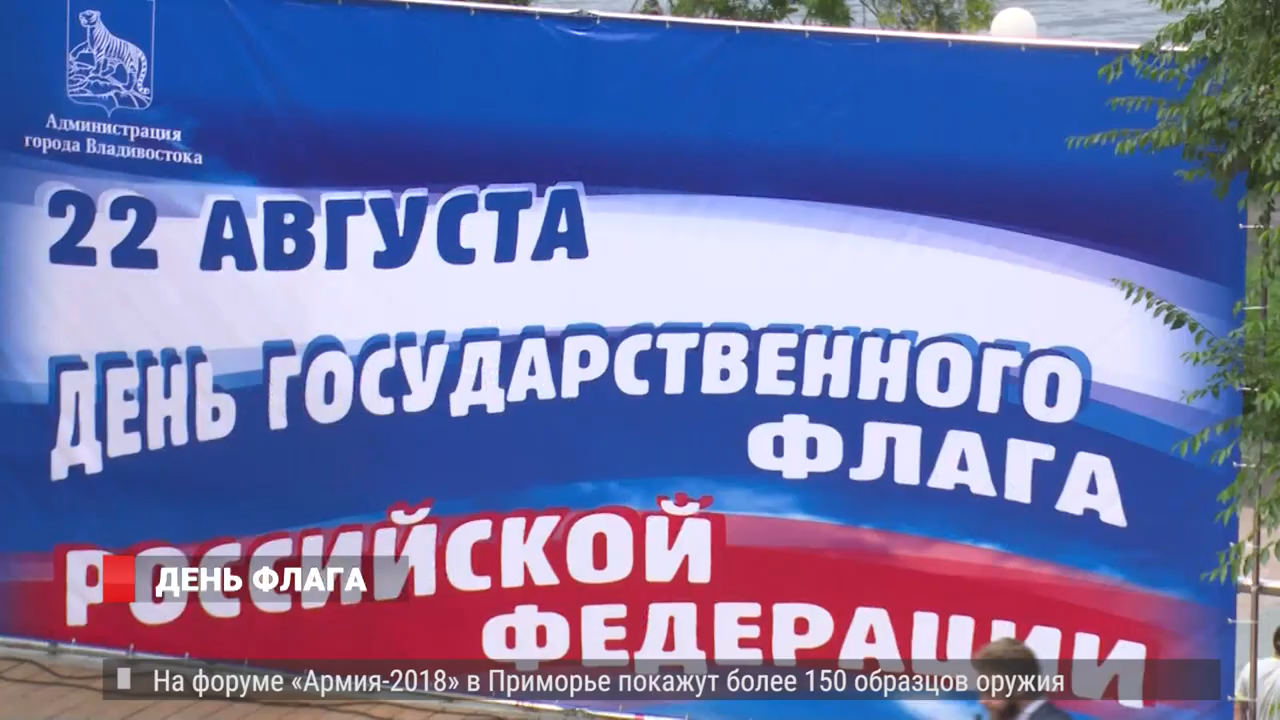 Администрация
города Владивостока
22 АВГУСТА
ДЕНЬ ГОСУДАРСТВЕННОГО
ФЛАГА
РОССИЙСКОЙ
ФЕДЕРАЦИИ
ДЕНЬ ФЛАГА
На форуме «Армия-2018» в Приморье покажут более 150 образцов оружия